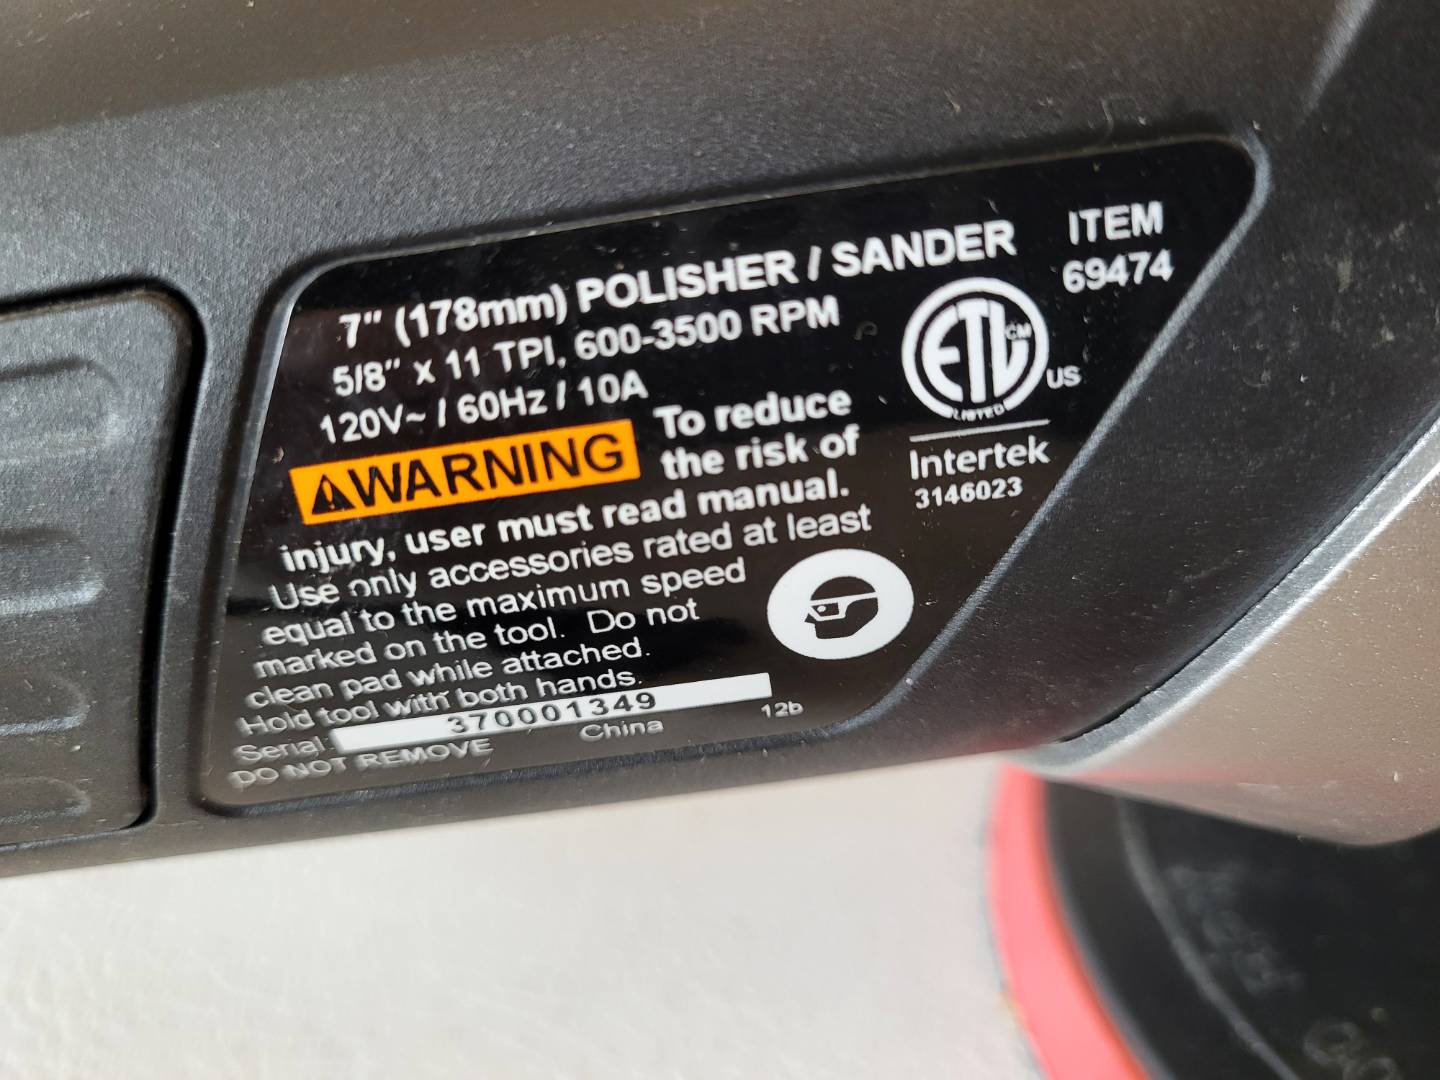 7" (178mm) POLISHER / SANDER
5/8" x 11 TPI, 600-3500 RPM
120V~ / 60Hz / 10A
WARNING To reduce
the risk of
injury, user must read manual.
Use only accessories rated at least
equal to the maximum speed
marked on the tool. Do not
clean pad while attached.
Hold tool with both hands.
Serial 370001349
DO NOT REMOVE China 12b
ITEM
69474
ETL CM
LISTED
US
Intertek
3146023